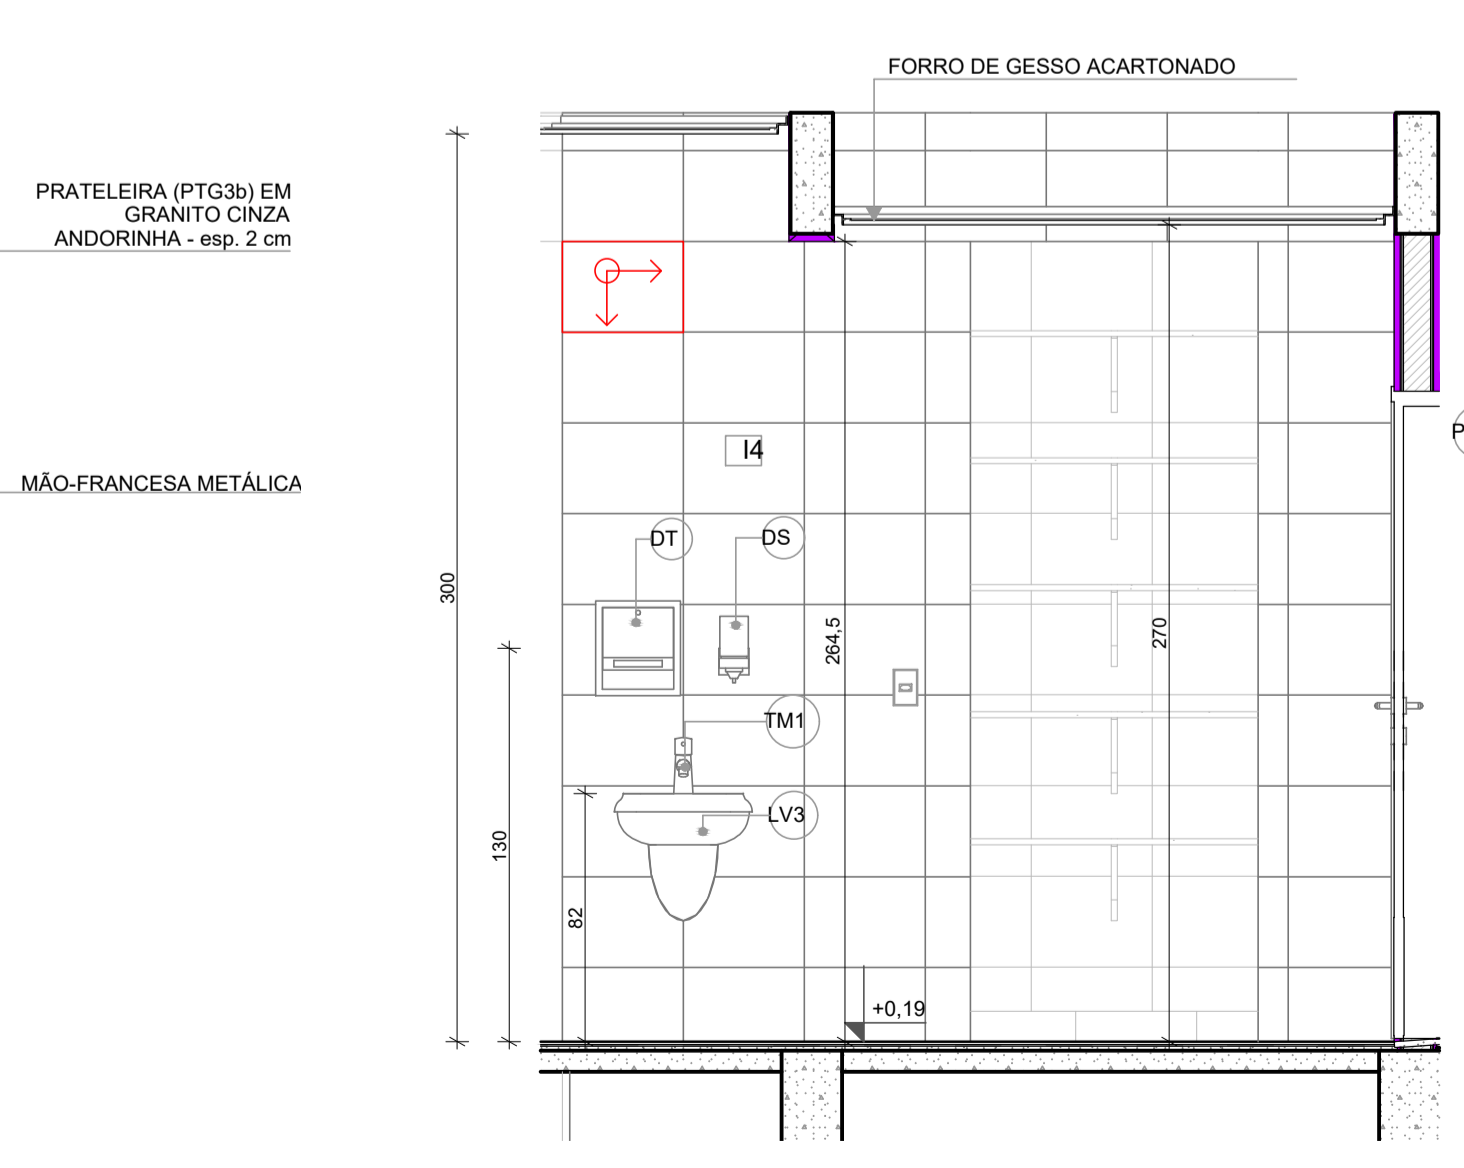 FORRO DE GESSO ACARTONADO
PRATELEIRA (PTG3b) EM
GRANITO CINZA
ANDORINHA - esp. 2 cm
I4
P
MÃO-FRANCESA METÁLICA
DT
DS
300
264,5
270
TM1
LV3
130
82
+0,19